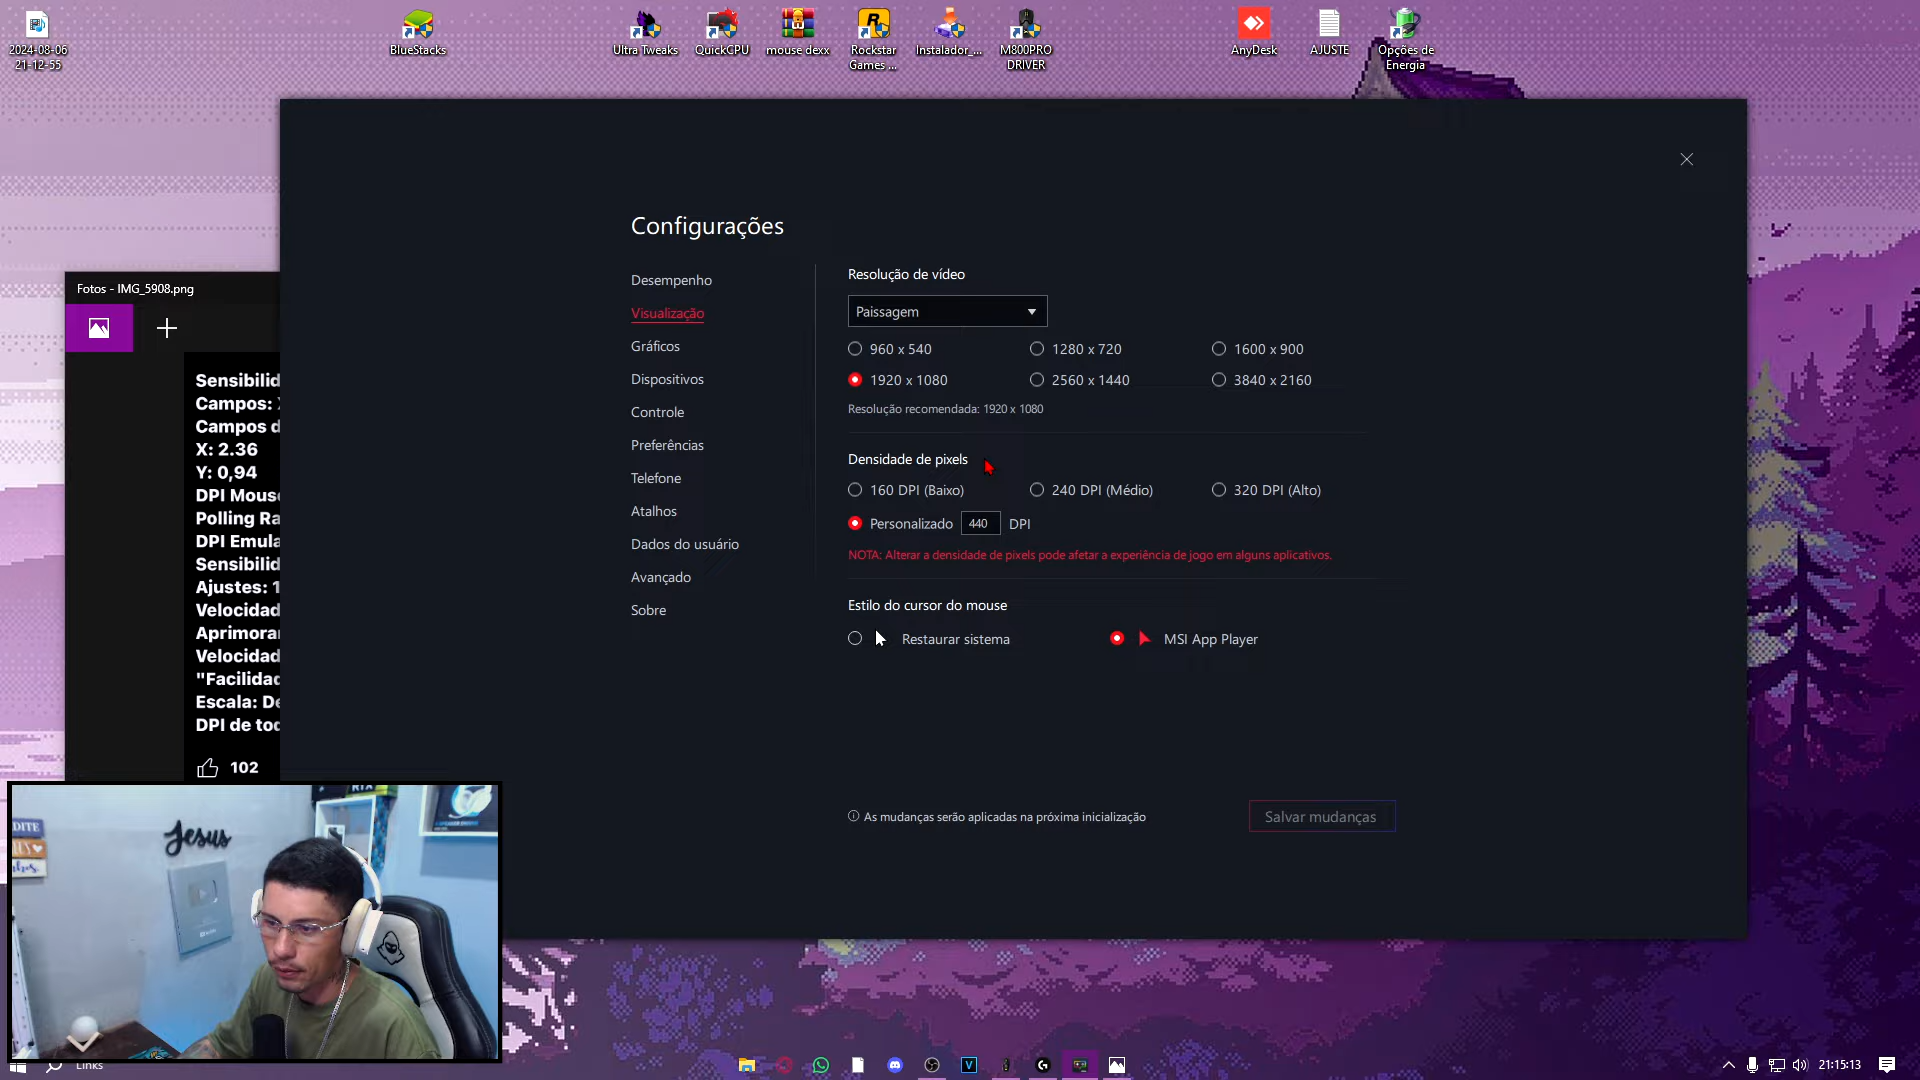 2024-08-06
21-12-55
BlueStacks
Ultra Tweaks
QuickCPU
mouse dexx
Rockstar
Games ...
Instalador_...
M800PRO
DRIVER
AnyDesk
AJUSTE
Opções de
Energia
Configurações
Desempenho
Visualização
Gráficos
Dispositivos
Controle
Preferências
Telefone
Atalhos
Dados do usuário
Avançado
Sobre
Resolução de vídeo
Paissagem
960 x 540
1280 x 720
1600 x 900
1920 x 1080
2560 x 1440
3840 x 2160
Resolução recomendada: 1920 x 1080
Densidade de pixels
160 DPI (Baixo)
240 DPI (Médio)
320 DPI (Alto)
Personalizado 440 DPI
NOTA: Alterar a densidade de pixels pode afetar a experiência de jogo em alguns aplicativos.
Estilo do cursor do mouse
Restaurar sistema
MSI App Player
As mudanças serão aplicadas na próxima inicialização
Salvar mudanças
Fotos - IMG_5908.png
Sensibilid
Campos:
Campos d
X: 2.36
Y: 0,94
DPI Mous
Polling Ra
DPI Emula
Sensibilid
Ajustes: 1
Velocidad
Aprimora
Velocidad
"Facilidad
Escala: De
DPI de to
102
RTX
Jesus
DITE
Links
21:15:13